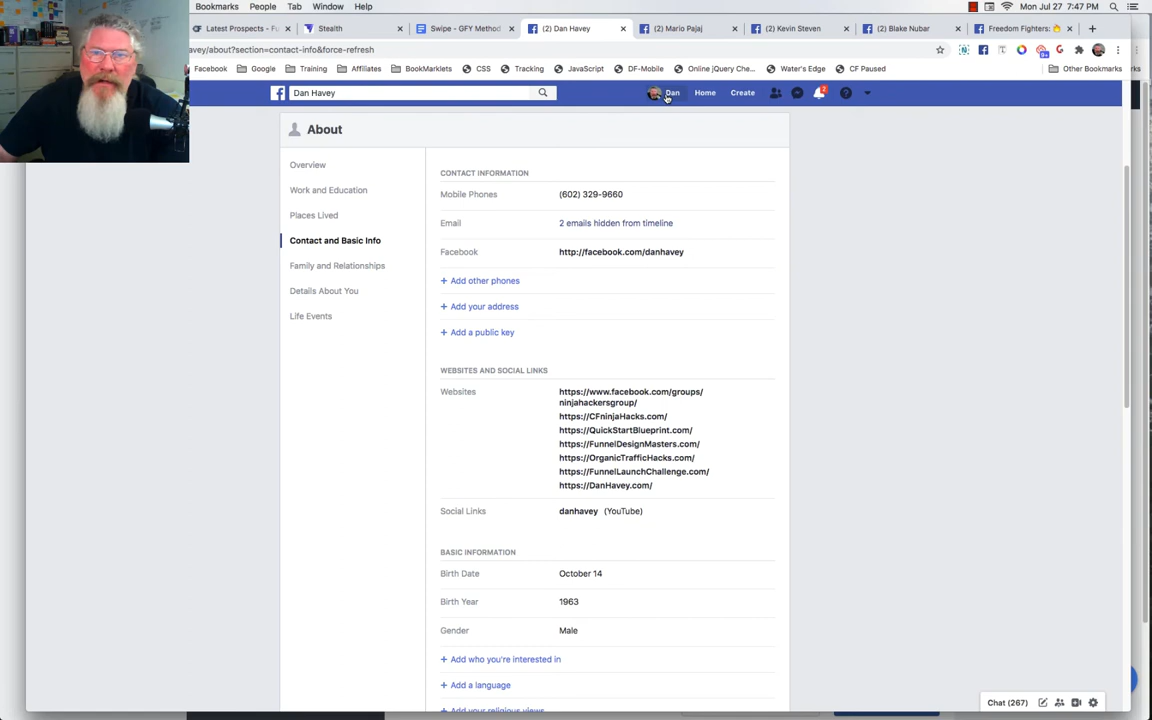 Bookmarks People Tab Window Help Mon Jul 27 7:47 PM
Latest Prospects - Fo Stealth Swipe - GFY Method (2) Dan Havey (2) Mario Pajaj (2) Kevin Steven (2) Blake Nubar Freedom Fighters:
avey/about?section=contact-info&force-refresh
Facebook Google Training Affiliates BookMarklets CSS Tracking JavaScript DF-Mobile Online jQuery Che... Water's Edge CF Paused Other Bookmarks
Dan Havey Dan Home Create 2
About
Overview
Work and Education
Places Lived
Contact and Basic Info
Family and Relationships
Details About You
Life Events
CONTACT INFORMATION
Mobile Phones (602) 329-9660
Email 2 emails hidden from timeline
Facebook http://facebook.com/danhavey
+ Add other phones
+ Add your address
+ Add a public key
WEBSITES AND SOCIAL LINKS
Websites https://www.facebook.com/groups/
ninjahackersgroup/
https://CFninjaHacks.com/
https://QuickStartBlueprint.com/
https://FunnelDesignMasters.com/
https://OrganicTrafficHacks.com/
https://FunnelLaunchChallenge.com/
https://DanHavey.com/
Social Links danhavey (YouTube)
BASIC INFORMATION
Birth Date October 14
Birth Year 1963
Gender Male
+ Add who you're interested in
+ Add a language
+ Add your religious views
Chat (267)